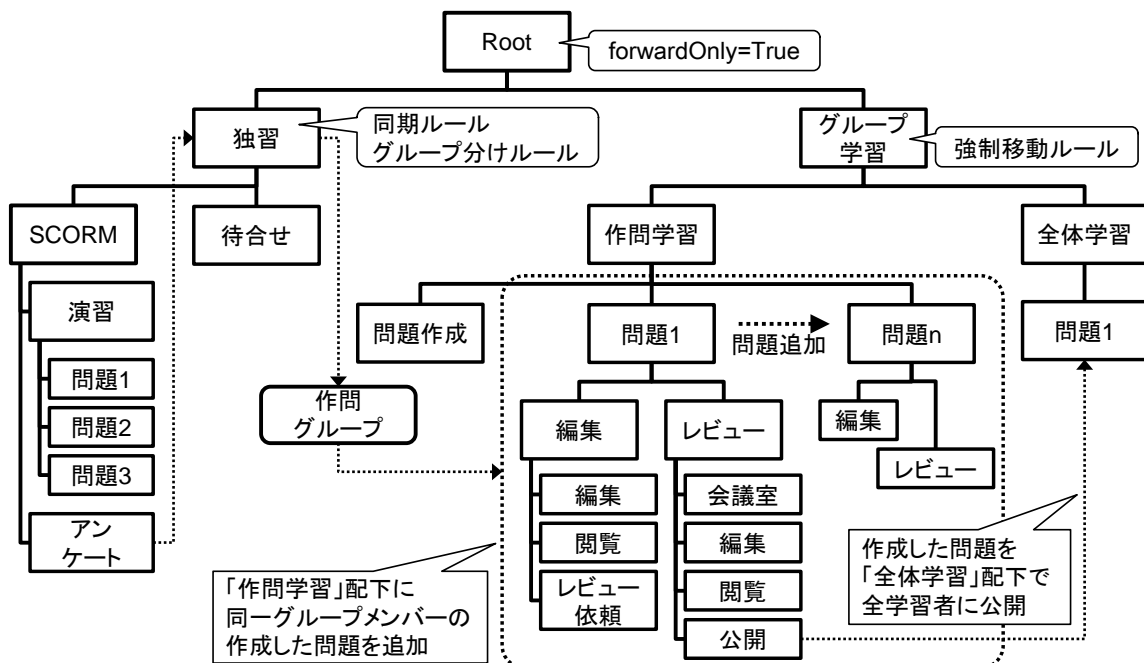 Root
forwardOnly=True
独習
同期ルール
グループ分けルール
グループ
学習
強制移動ルール
SCORM
待合せ
作問学習
全体学習
演習
問題作成
問題1
問題追加
問題n
問題1
問題1
問題2
問題3
アン
ケート
作問
グループ
編集
レビュー
編集
レビュー
編集
閲覧
レビュー
依頼
会議室
編集
閲覧
公開
「作問学習」配下に
同一グループメンバーの
作成した問題を追加
作成した問題を
「全体学習」配下で
全学習者に公開